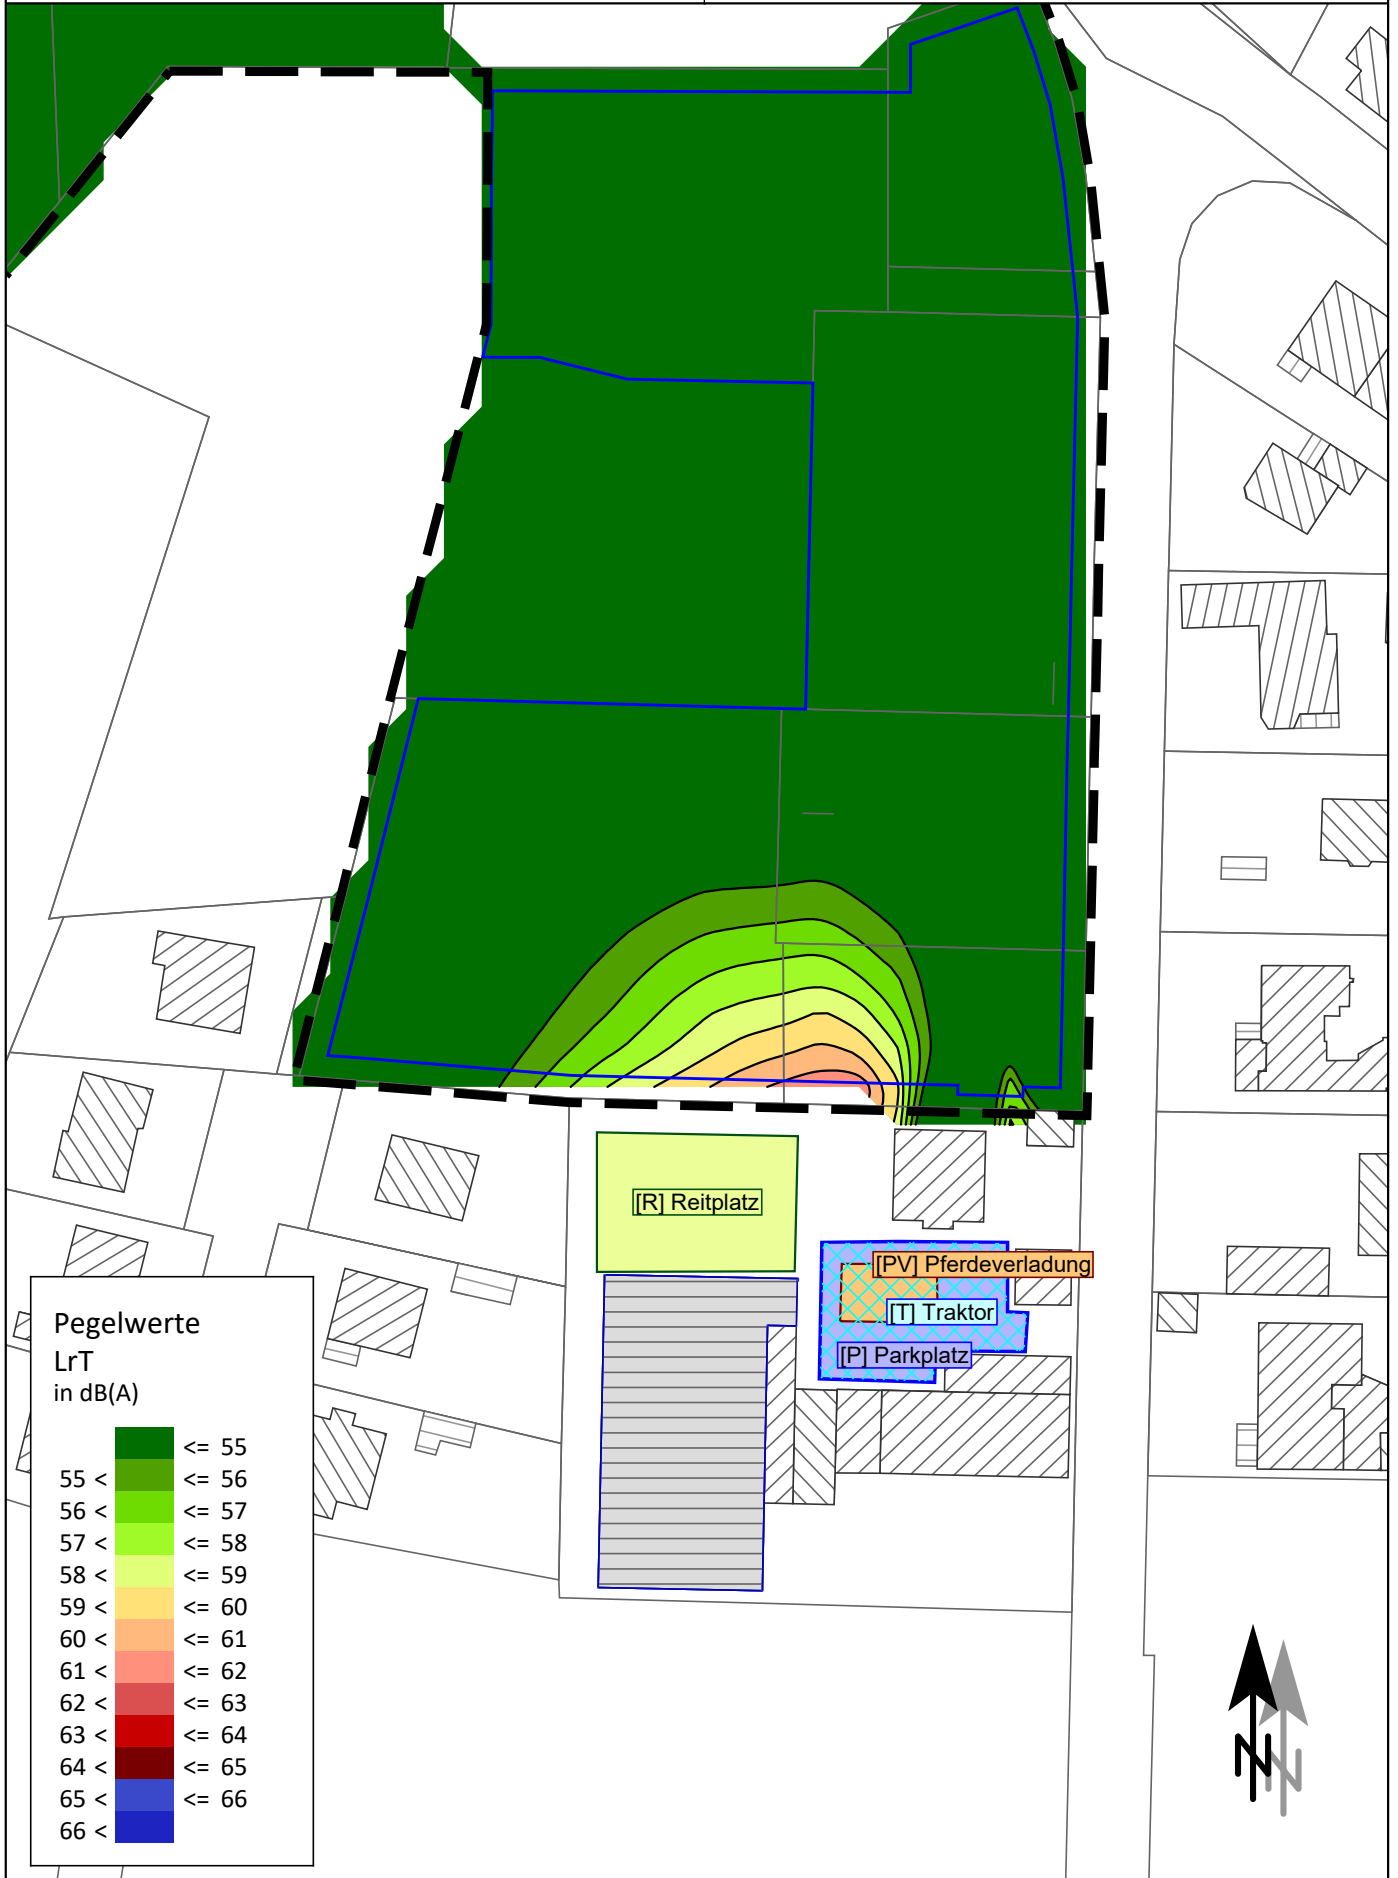 [R] Reitplatz
[PV] Pferdeverladung
[T] Traktor
[P] Parkplatz
Pegelwerte
LrT
in dB(A)
<= 55
55 < <= 56
56 < <= 57
57 < <= 58
58 < <= 59
59 < <= 60
60 < <= 61
61 < <= 62
62 < <= 63
63 < <= 64
64 < <= 65
65 < <= 66
66 <
N